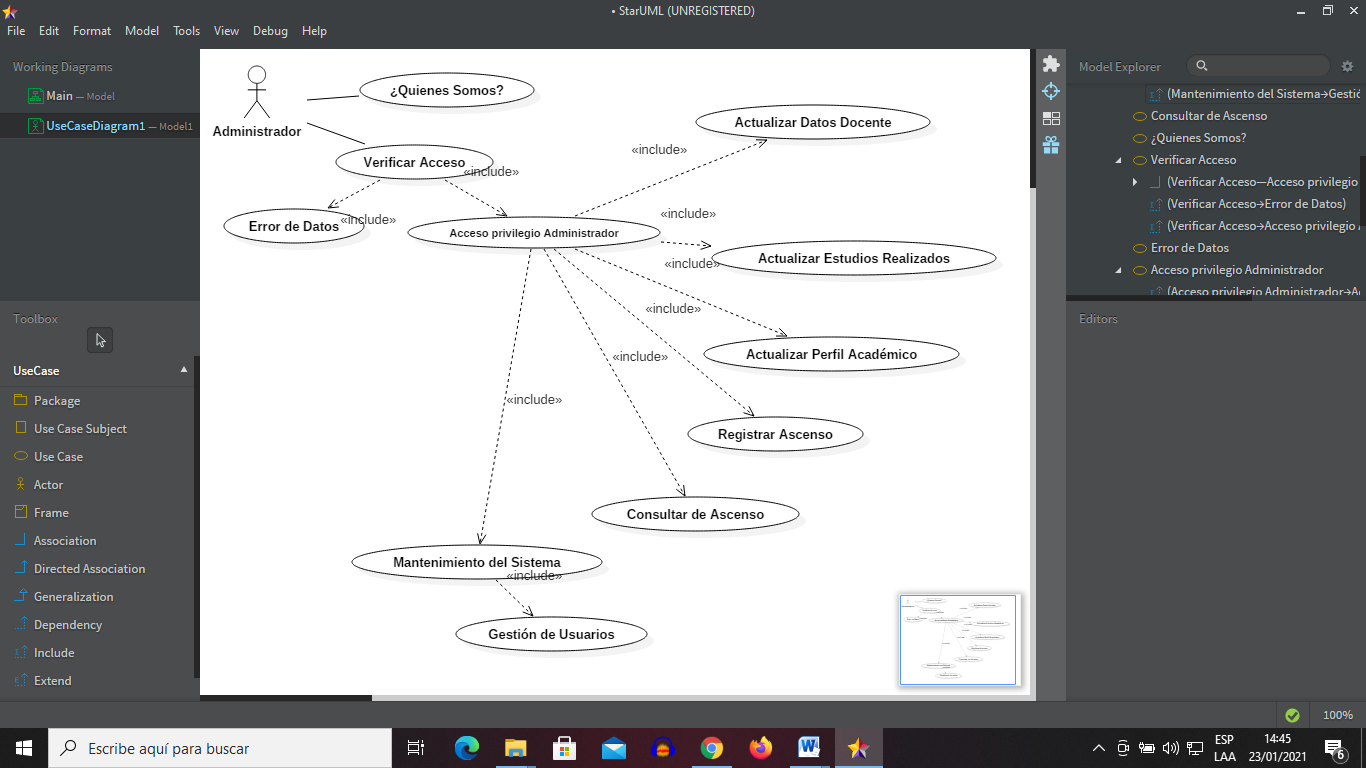 • StarUML (UNREGISTERED)
File Edit Format Model Tools View Debug Help
Working Diagrams
Main — Model
UseCaseDiagram1 — Model1
Toolbox
UseCase
Package
Use Case Subject
Use Case
Actor
Frame
Association
Directed Association
Generalization
Dependency
Include
Extend
Administrador
¿Quienes Somos?
Verificar Acceso
«include»
Error de Datos
«include»
Acceso privilegio Administrador
«include»
Actualizar Datos Docente
«include»
Actualizar Estudios Realizados
«include»
Actualizar Perfil Académico
«include»
Registrar Ascenso
«include»
Consultar de Ascenso
«include»
Mantenimiento del Sistema
«include»
Gestión de Usuarios
Model Explorer
(Mantenimiento del Sistema→Gestió
Consultar de Ascenso
¿Quienes Somos?
Verificar Acceso
(Verificar Acceso—Acceso privilegio
(Verificar Acceso→Error de Datos)
(Verificar Acceso→Acceso privilegio
Error de Datos
Acceso privilegio Administrador
(Acceso privilegio Administrador→A
Editors
100%
Escribe aquí para buscar
ESP
LAA
14:45
23/01/2021
6